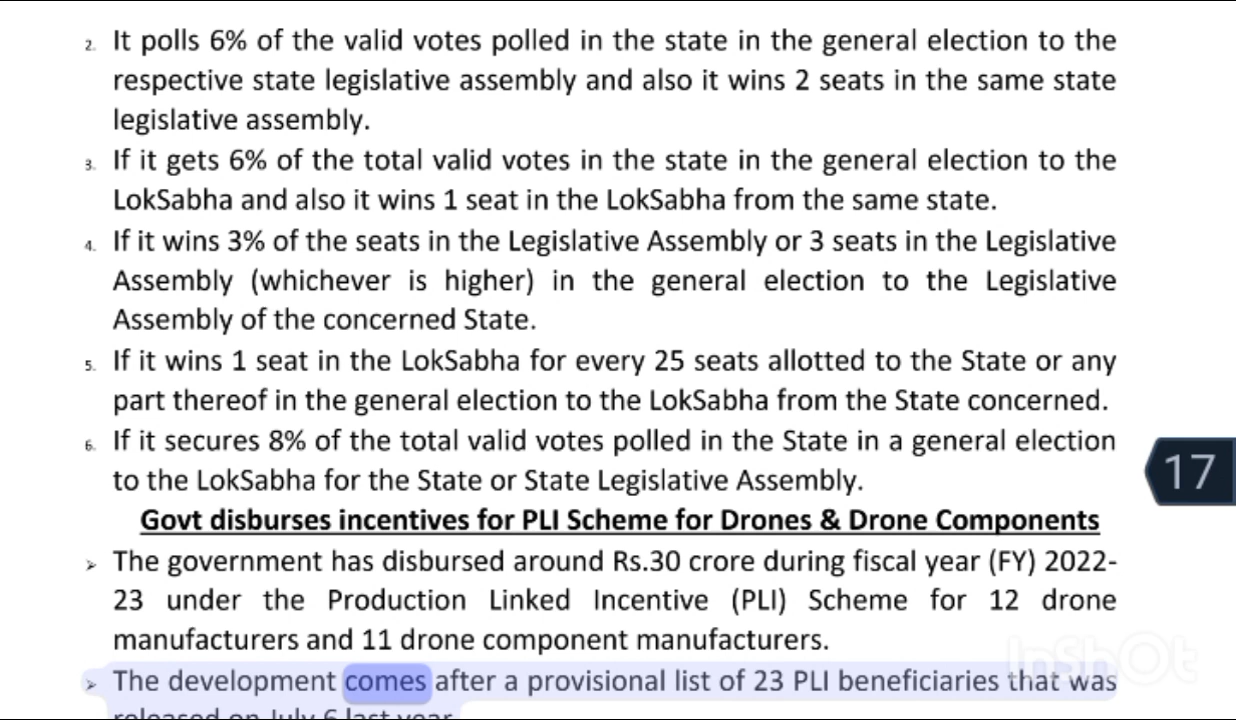 2. It polls 6% of the valid votes polled in the state in the general election to the
respective state legislative assembly and also it wins 2 seats in the same state
legislative assembly.
3. If it gets 6% of the total valid votes in the state in the general election to the
LokSabha and also it wins 1 seat in the LokSabha from the same state.
4. If it wins 3% of the seats in the Legislative Assembly or 3 seats in the Legislative
Assembly (whichever is higher) in the general election to the Legislative
Assembly of the concerned State.
5. If it wins 1 seat in the LokSabha for every 25 seats allotted to the State or any
part thereof in the general election to the LokSabha from the State concerned.
6. If it secures 8% of the total valid votes polled in the State in a general election
to the LokSabha for the State or State Legislative Assembly.
17
Govt disburses incentives for PLI Scheme for Drones & Drone Components
➢ The government has disbursed around Rs.30 crore during fiscal year (FY) 2022-
23 under the Production Linked Incentive (PLI) Scheme for 12 drone
manufacturers and 11 drone component manufacturers.
InShOt
➢ The development comes after a provisional list of 23 PLI beneficiaries that was
released on July 6 last year.